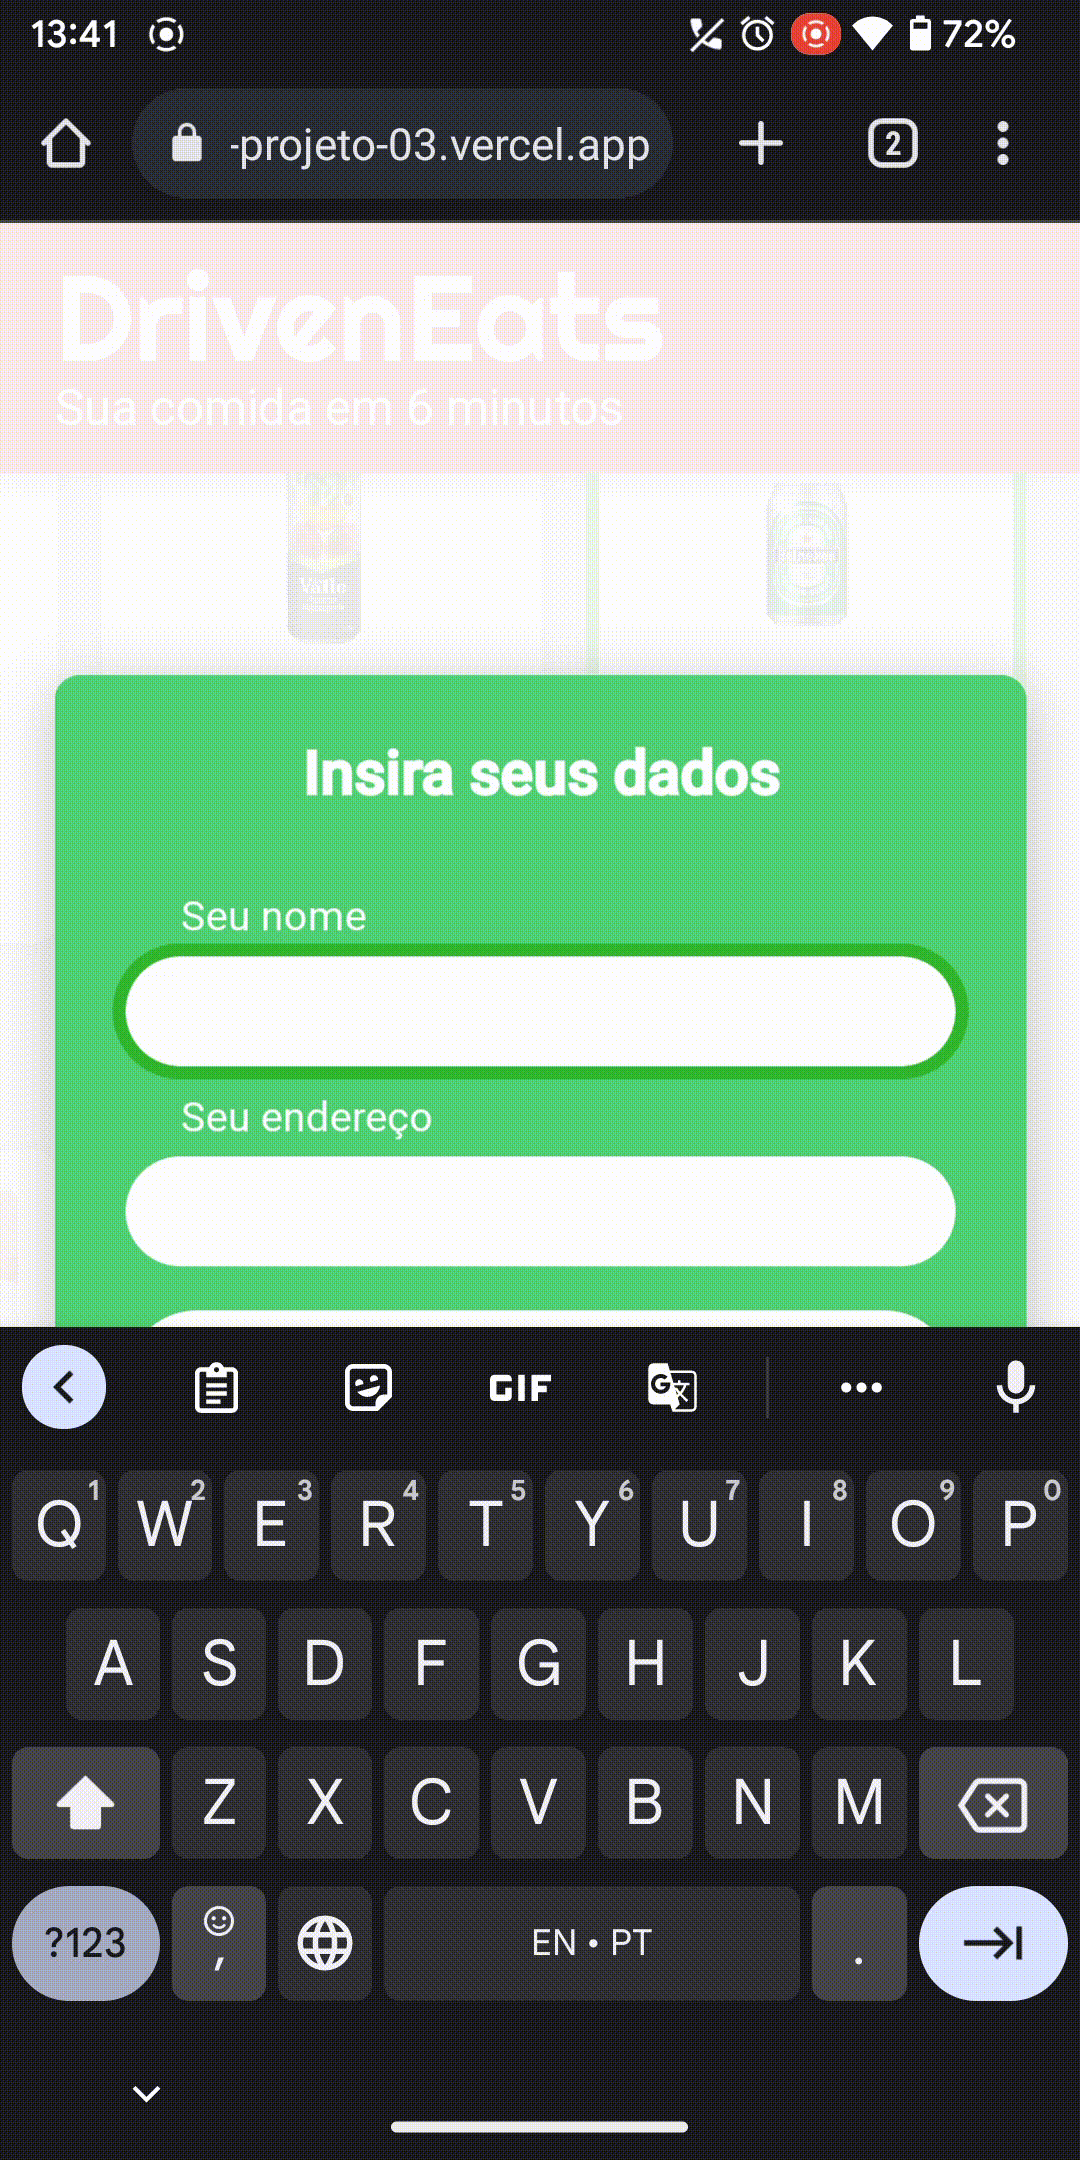 13:41
72%
-projeto-03.vercel.app
2
DrivenEats
Sua comida em 6 minutos
Insira seus dados
Seu nome
Seu endereço
GIF
G
1 2 3 4 5 6 7 8 9 0
Q W E R T Y U I O P
A S D F G H J K L
Z X C V B N M
?123 , EN • PT .